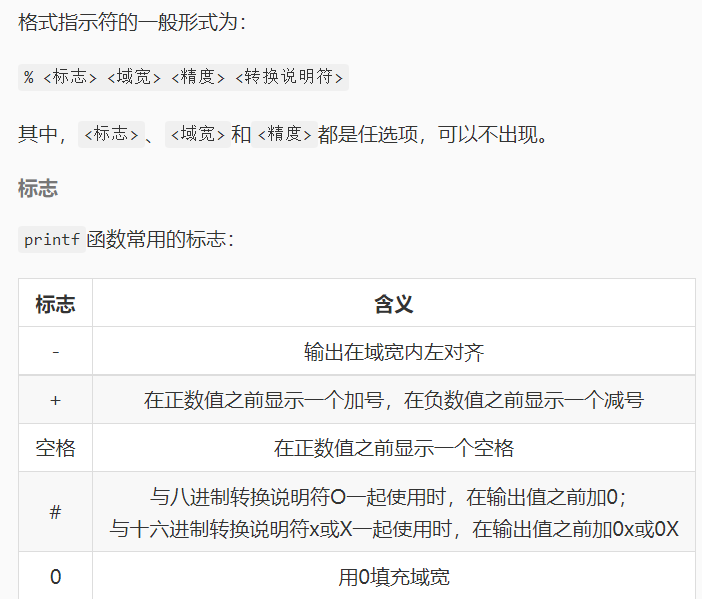 格式指示符的一般形式为：
% <标志> <域宽> <精度> <转换说明符>
其中，<标志>、<域宽>和<精度>都是任选项，可以不出现。
标志
printf函数常用的标志：
标志 含义
- 输出在域宽内左对齐
+ 在正数值之前显示一个加号，在负数值之前显示一个减号
空格 在正数值之前显示一个空格
# 与八进制转换说明符O一起使用时，在输出值之前加0；
与十六进制转换说明符x或X一起使用时，在输出值之前加0x或0X
0 用0填充域宽